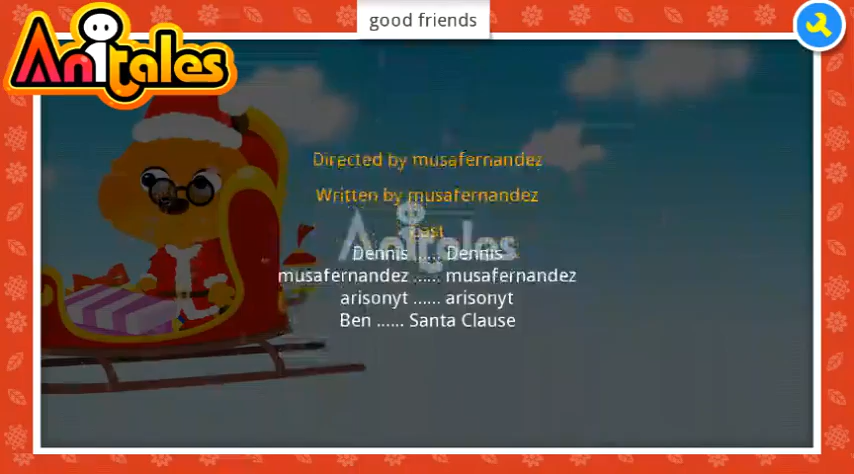 good friends
Anitales
Directed by musafernandez
Written by musafernandez
Cast
Anitales
Dennis ...... Dennis
musafernandez ...... musafernandez
arisonyt ...... arisonyt
Ben ...... Santa Clause